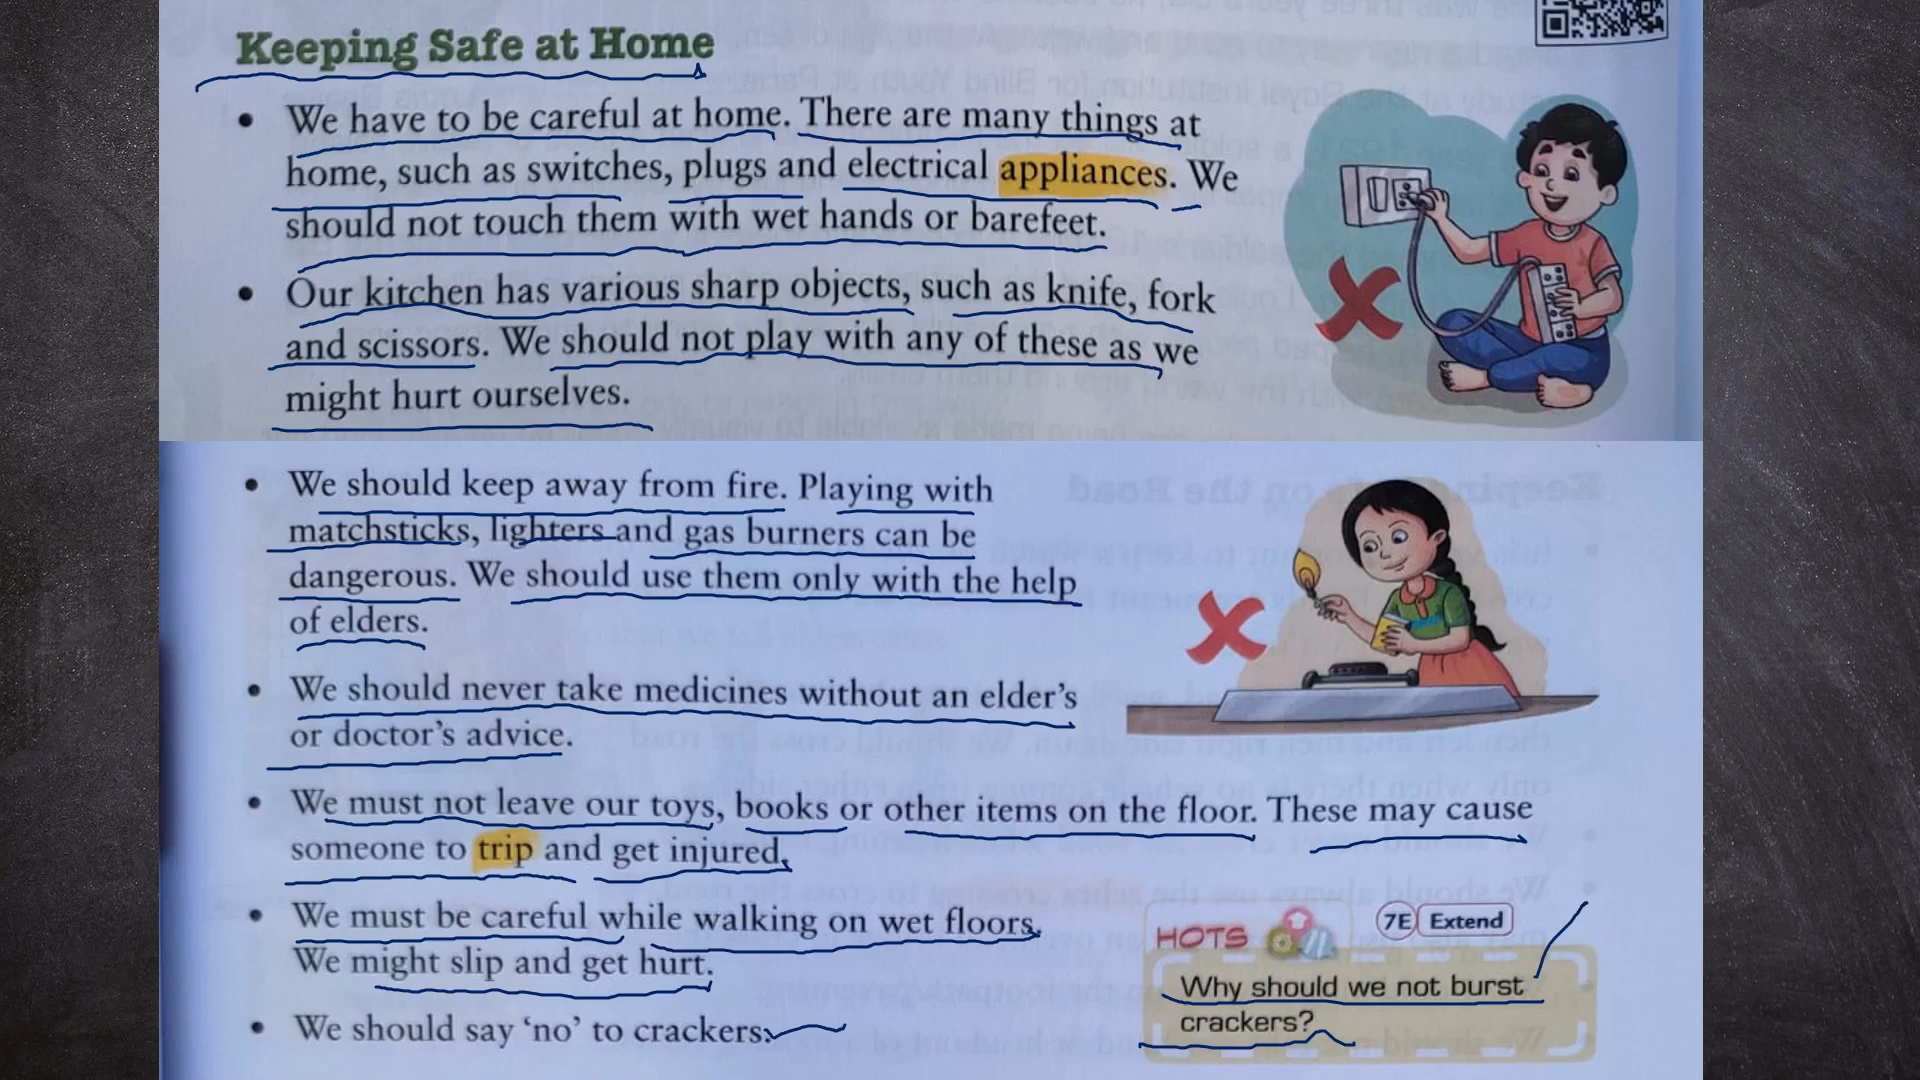 Keeping Safe at Home
• We have to be careful at home. There are many things at
home, such as switches, plugs and electrical appliances. We
should not touch them with wet hands or barefeet.
• Our kitchen has various sharp objects, such as knife, fork
and scissors. We should not play with any of these as we
might hurt ourselves.
• We should keep away from fire. Playing with
matchsticks, lighters and gas burners can be
dangerous. We should use them only with the help
of elders.
• We should never take medicines without an elder's
or doctor's advice.
• We must not leave our toys, books or other items on the floor. These may cause
someone to trip and get injured.
• We must be careful while walking on wet floors.
We might slip and get hurt.
• We should say 'no' to crackers.
HOTS 7E Extend
Why should we not burst
crackers?